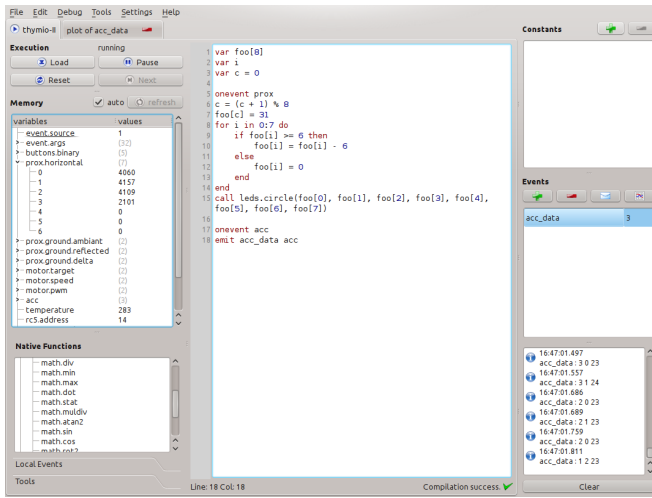 File Edit Debug Tools Settings Help
thymio-II plot of acc_data
Execution running
Load Pause
Reset Next
Memory auto refresh
variables values
event.source 1
event.args (32)
buttons.binary (5)
prox.horizontal (7)
0 4060
1 4157
2 4109
3 2101
4 0
5 0
6 0
prox.ground.ambiant (2)
prox.ground.reflected (2)
prox.ground.delta (2)
motor.target (2)
motor.speed (2)
motor.pwm (2)
acc (3)
temperature 283
rc5.address 14
Native Functions
math.div
math.min
math.max
math.dot
math.stat
math.muldiv
math.atan2
math.sin
math.cos
math.rot2
Local Events
Tools
1 var foo[8]
2 var i
3 var c = 0
4
5 onevent prox
6 c = (c + 1) % 8
7 foo[c] = 31
8 for i in 0:7 do
9 if foo[i] >= 6 then
10 foo[i] = foo[i] - 6
11 else
12 foo[i] = 0
13 end
14 end
15 call leds.circle(foo[0], foo[1], foo[2], foo[3], foo[4],
foo[5], foo[6], foo[7])
16
17 onevent acc
18 emit acc_data acc
Line: 18 Col: 18 Compilation success.
Constants
Events
acc_data 3
16:47:01.497
acc_data : 3 0 23
16:47:01.557
acc_data : 3 1 24
16:47:01.686
acc_data : 2 0 23
16:47:01.689
acc_data : 2 1 23
16:47:01.759
acc_data : 2 0 23
16:47:01.811
acc_data : 1 2 23
Clear